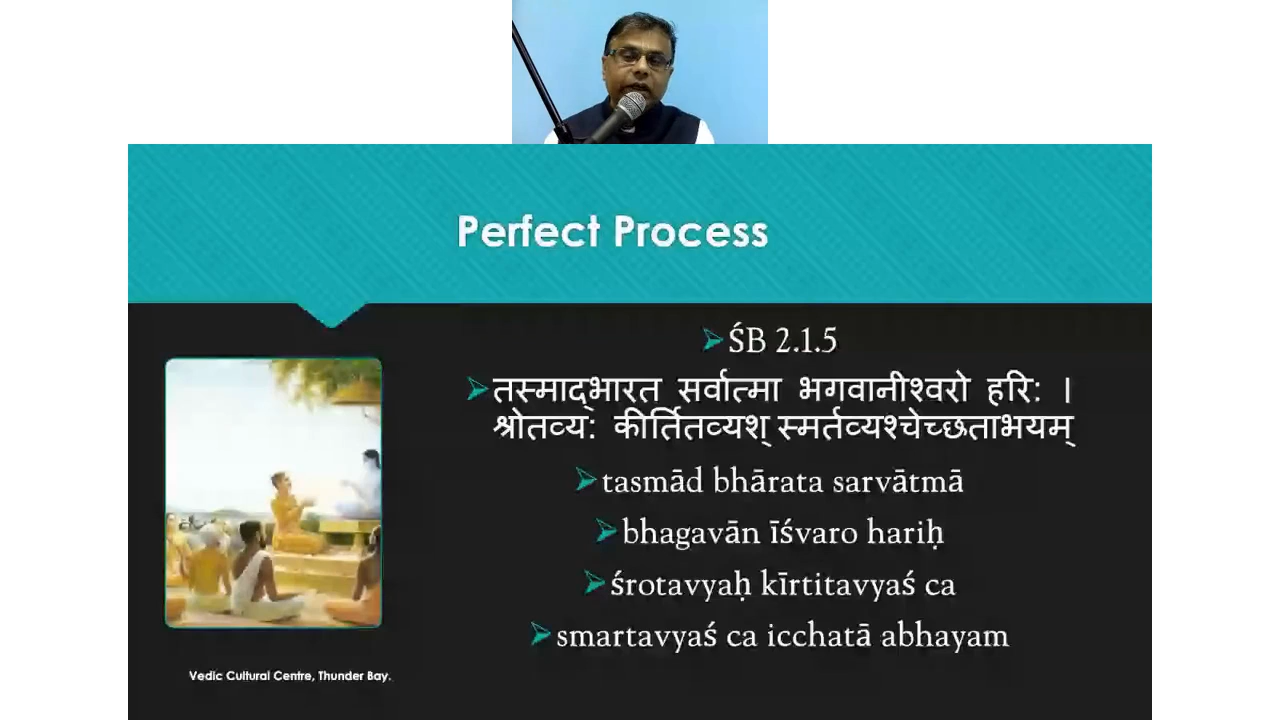 Perfect Process
ŚB 2.1.5
तस्माद्‌भारत सर्वात्मा भगवानीश्वरो हरि: ।
श्रोतव्य: कीर्तितव्यश् स्मर्तव्यश्चेच्छताभयम्
tasmād bhārata sarvātmā
bhagavān īśvaro hariḥ
śrotavyaḥ kīrtitavyaś ca
smartavyaś ca icchatā abhayam
Vedic Cultural Centre, Thunder Bay.